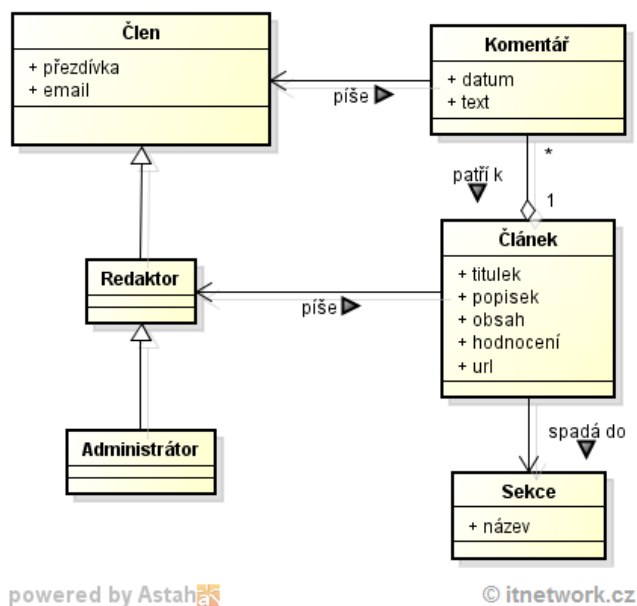 Člen
+ přezdívka
+ email
píše
Komentář
+ datum
+ text
patří k
*
1
Redaktor
píše
Článek
+ titulek
+ popisek
+ obsah
+ hodnocení
+ url
Administrátor
spadá do
Sekce
+ název
powered by Astah
© itnetwork.cz